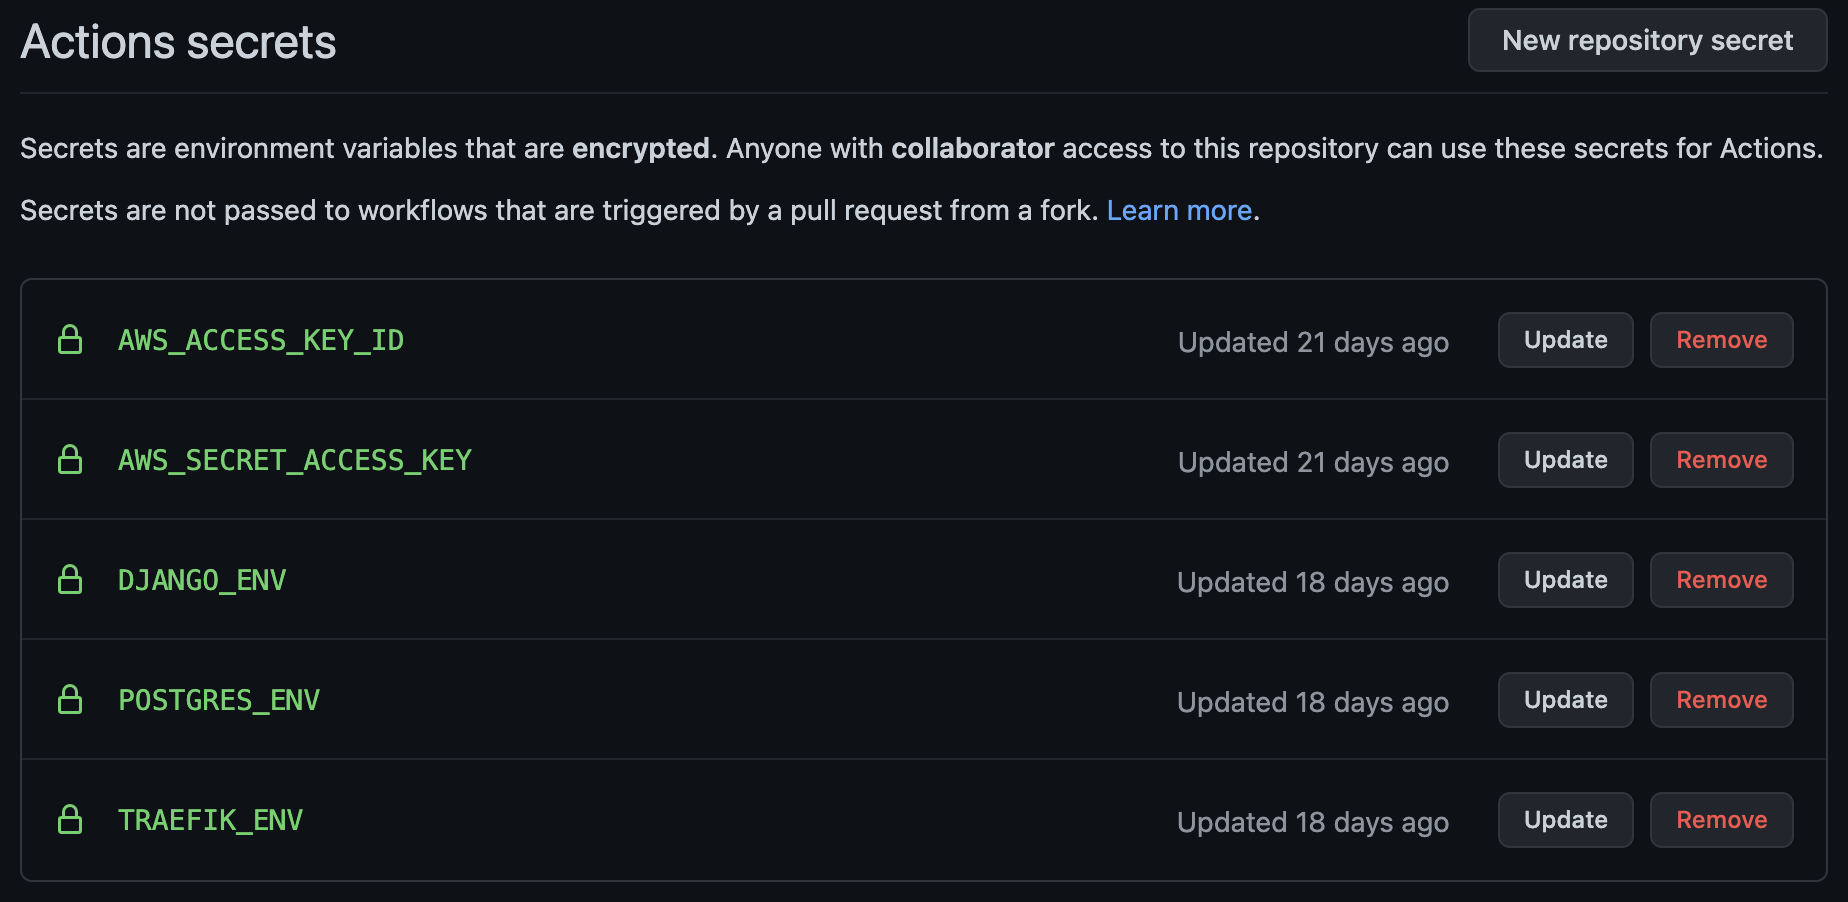 Actions secrets
New repository secret
Secrets are environment variables that are encrypted. Anyone with collaborator access to this repository can use these secrets for Actions.
Secrets are not passed to workflows that are triggered by a pull request from a fork. Learn more.
AWS_ACCESS_KEY_ID Updated 21 days ago Update Remove
AWS_SECRET_ACCESS_KEY Updated 21 days ago Update Remove
DJANGO_ENV Updated 18 days ago Update Remove
POSTGRES_ENV Updated 18 days ago Update Remove
TRAEFIK_ENV Updated 18 days ago Update Remove